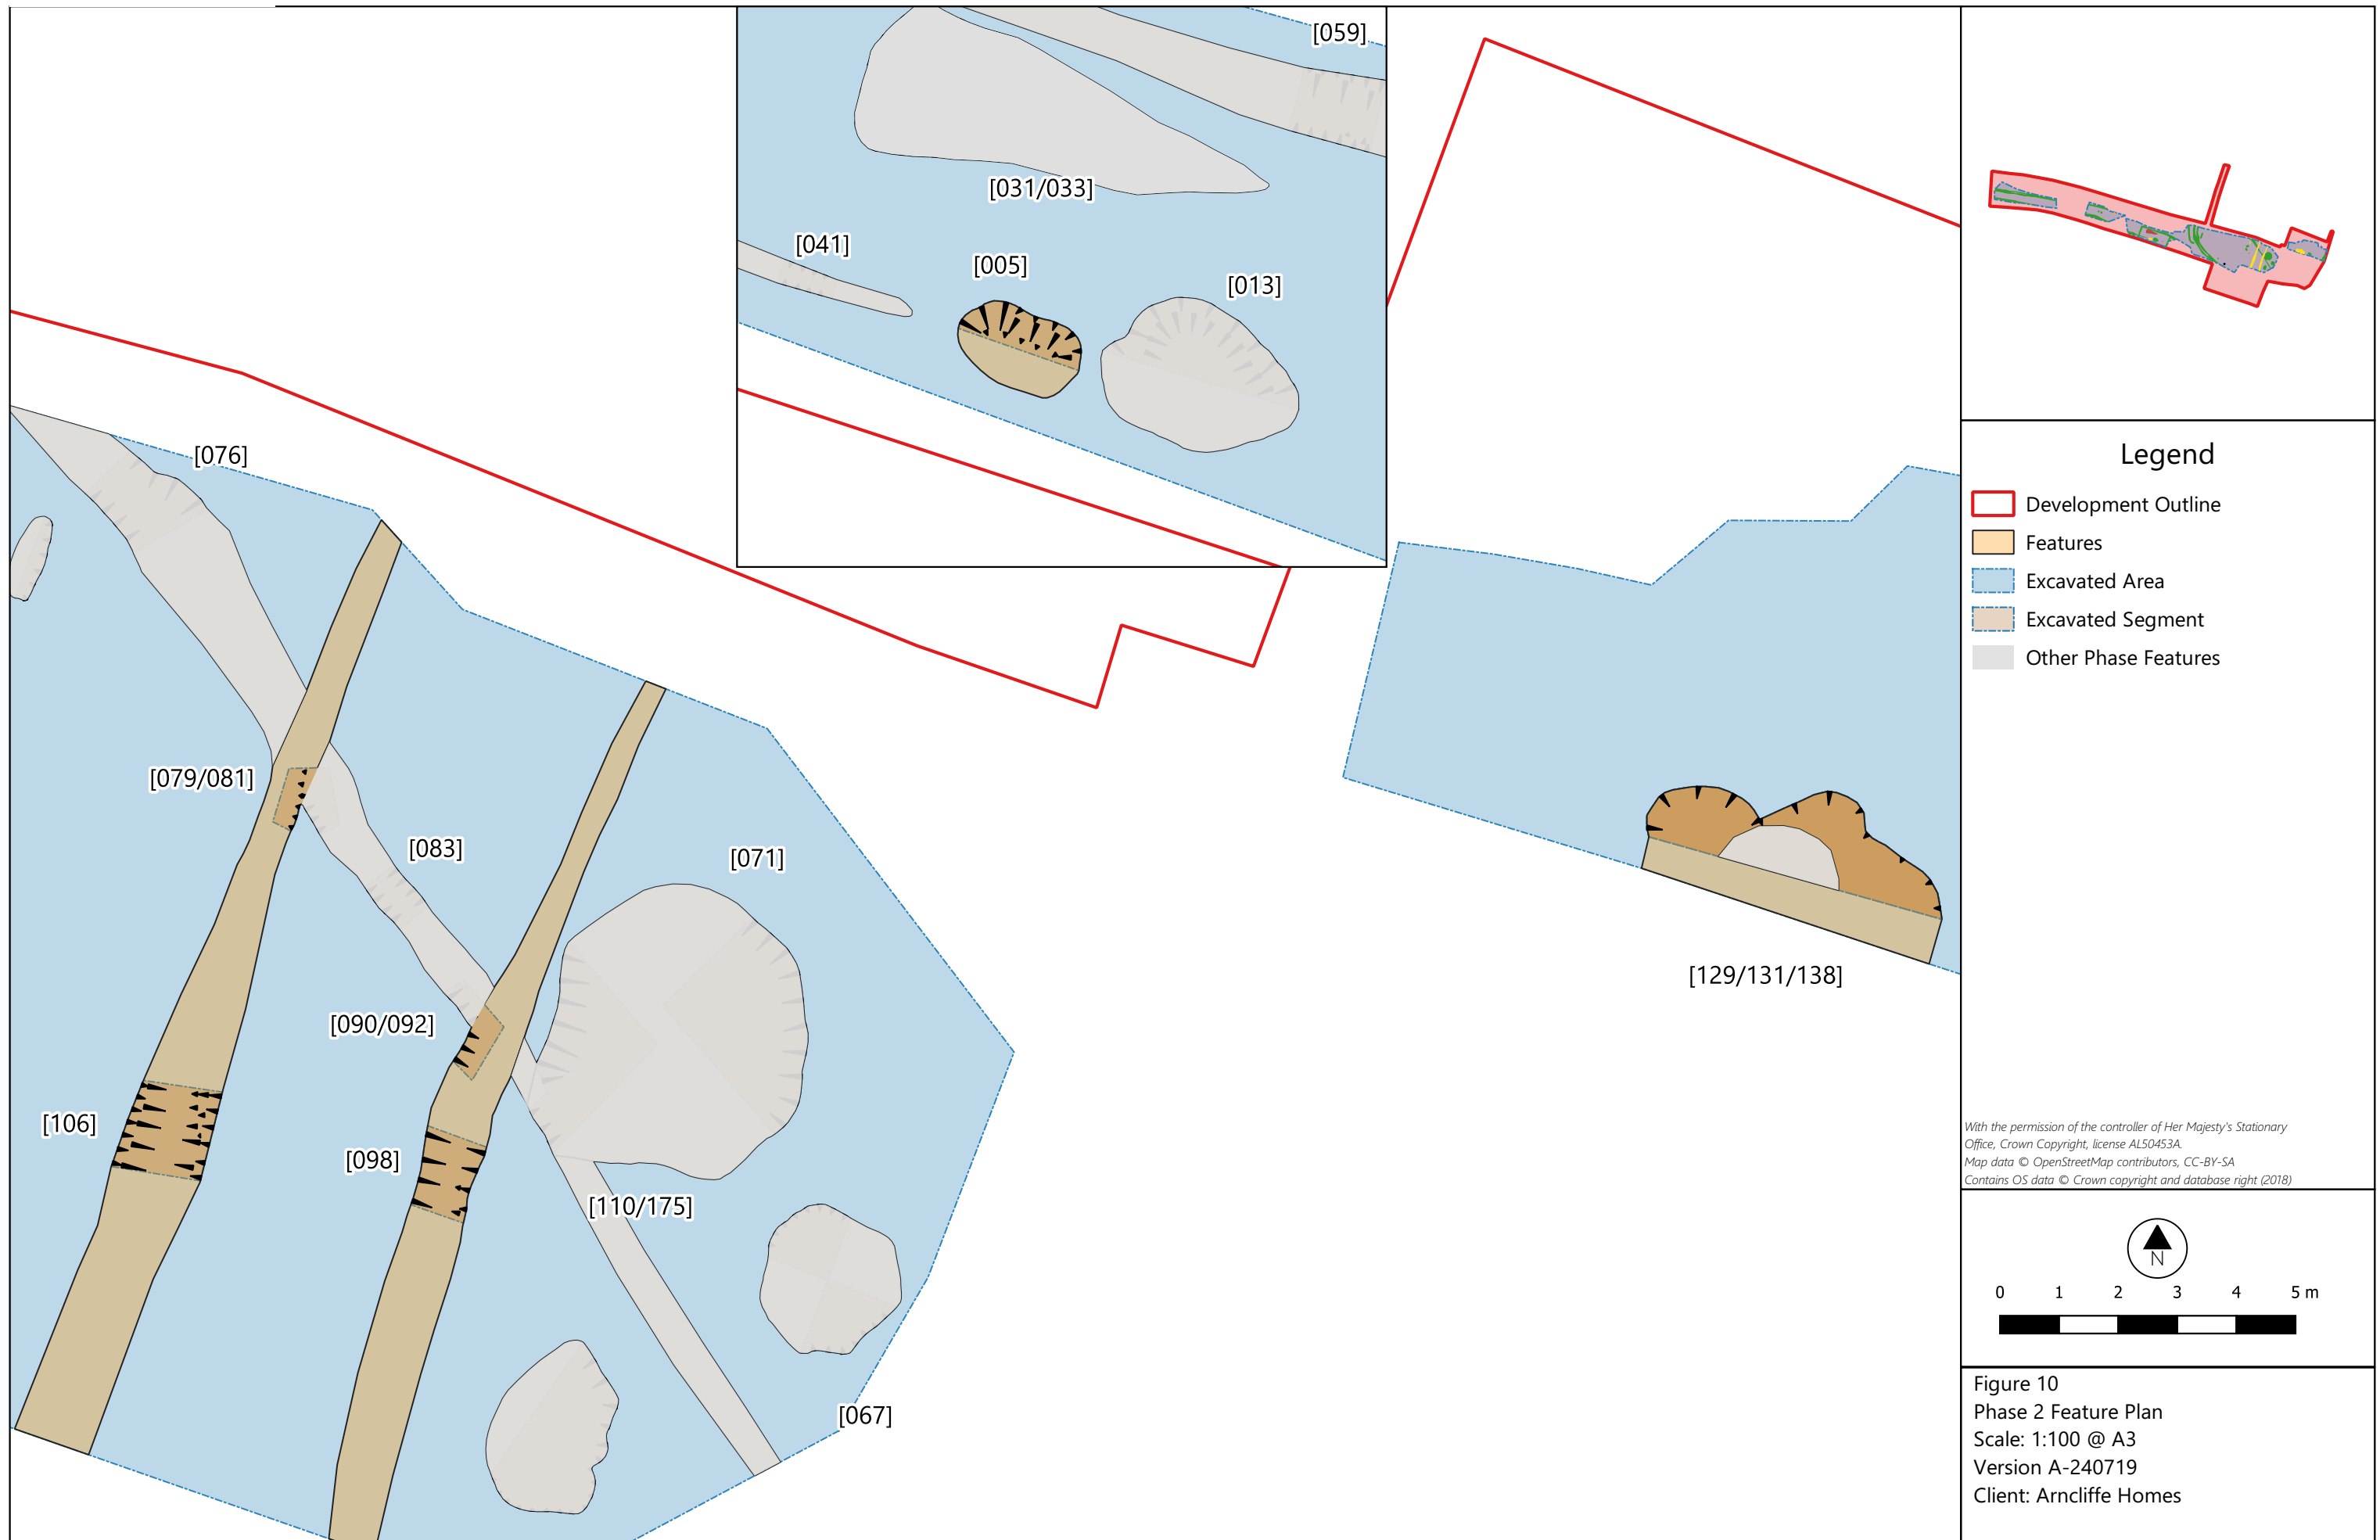 [059]
[031/033]
[041]
[005]
[013]
[076]
[079/081]
[083]
[071]
[090/092]
[106]
[098]
[110/175]
[067]
[129/131/138]
Legend
Development Outline
Features
Excavated Area
Excavated Segment
Other Phase Features
With the permission of the controller of Her Majesty's Stationary
Office, Crown Copyright, license AL50453A.
Map data © OpenStreetMap contributors, CC-BY-SA
Contains OS data © Crown copyright and database right (2018)
N
0 1 2 3 4 5 m
Figure 10
Phase 2 Feature Plan
Scale: 1:100 @ A3
Version A-240719
Client: Arncliffe Homes